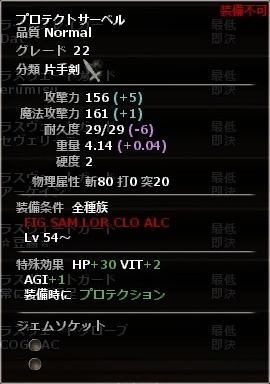 装備不可
プロテクトサーベル
品質 Normal
グレード 22
分類 片手剣
攻撃力 156 (+5)
魔法攻撃力 161 (+1)
耐久度 29/29 (-6)
重量 4.14 (+0.04)
硬度 2
物理属性 斬80 打0 突20
装備条件 全種族
FIG SAM LOR CLO ALC
Lv 54～
特殊効果 HP+30 VIT+2
AGI+1
装備時に プロテクション
ジェムソケット